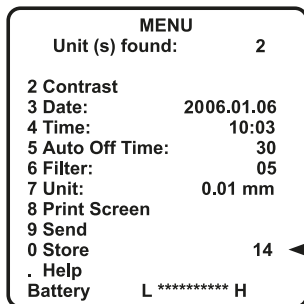 MENU
Unit (s) found: 2
2 Contrast
3 Date: 2006.01.06
4 Time: 10:03
5 Auto Off Time: 30
6 Filter: 05
7 Unit: 0.01 mm
8 Print Screen
9 Send
0 Store 14
. Help
Battery L ********** H